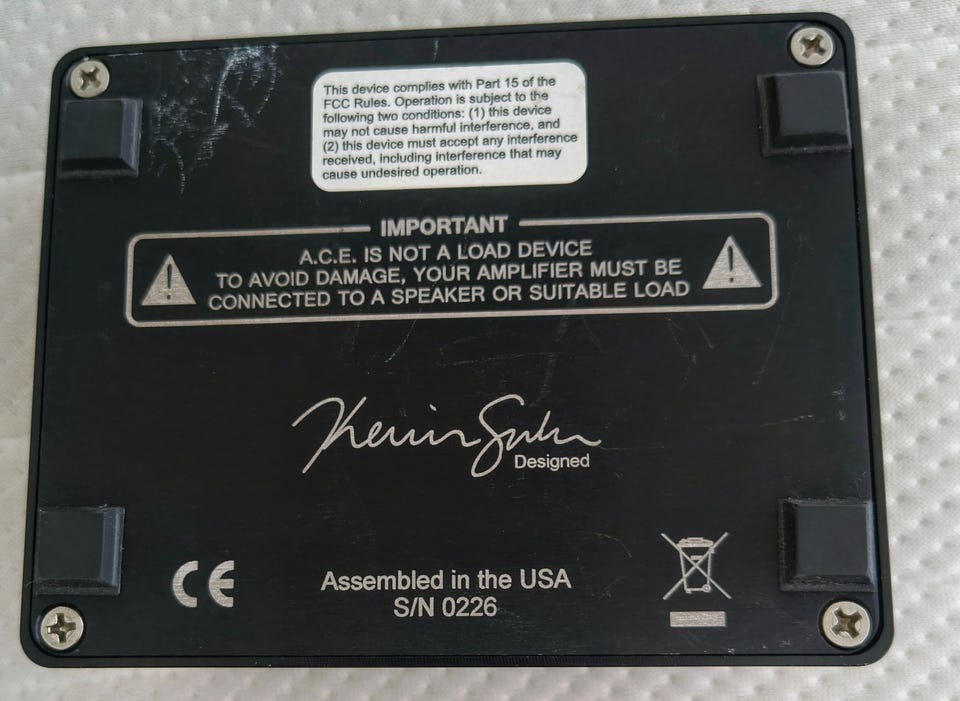 This device complies with Part 15 of the
FCC Rules. Operation is subject to the
following two conditions: (1) this device
may not cause harmful interference, and
(2) this device must accept any interference
received, including interference that may
cause undesired operation.
IMPORTANT
A.C.E. IS NOT A LOAD DEVICE
TO AVOID DAMAGE, YOUR AMPLIFIER MUST BE
CONNECTED TO A SPEAKER OR SUITABLE LOAD
Designed
CE
Assembled in the USA
S/N 0226